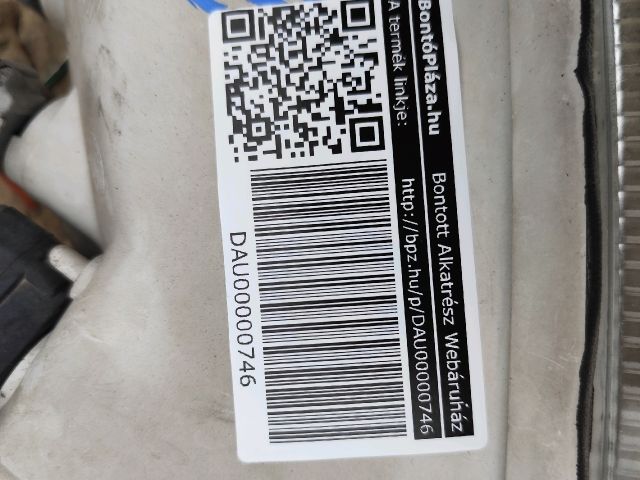 BontóPláza.hu
Bontott Alkatrész Webáruház
A termék linkje:
http://bpz.hu/p/DAU00000746
DAU00000746